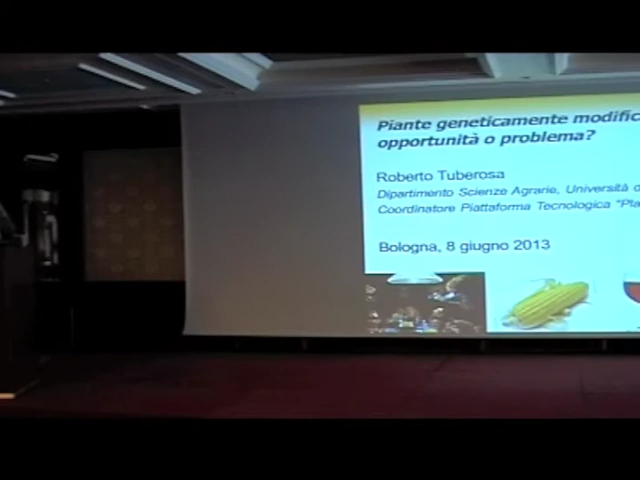 Piante geneticamente modific
opportunità o problema?
Roberto Tuberosa
Dipartimento Scienze Agrarie, Università d
Coordinatore Piattaforma Tecnologica "Pla
Bologna, 8 giugno 2013